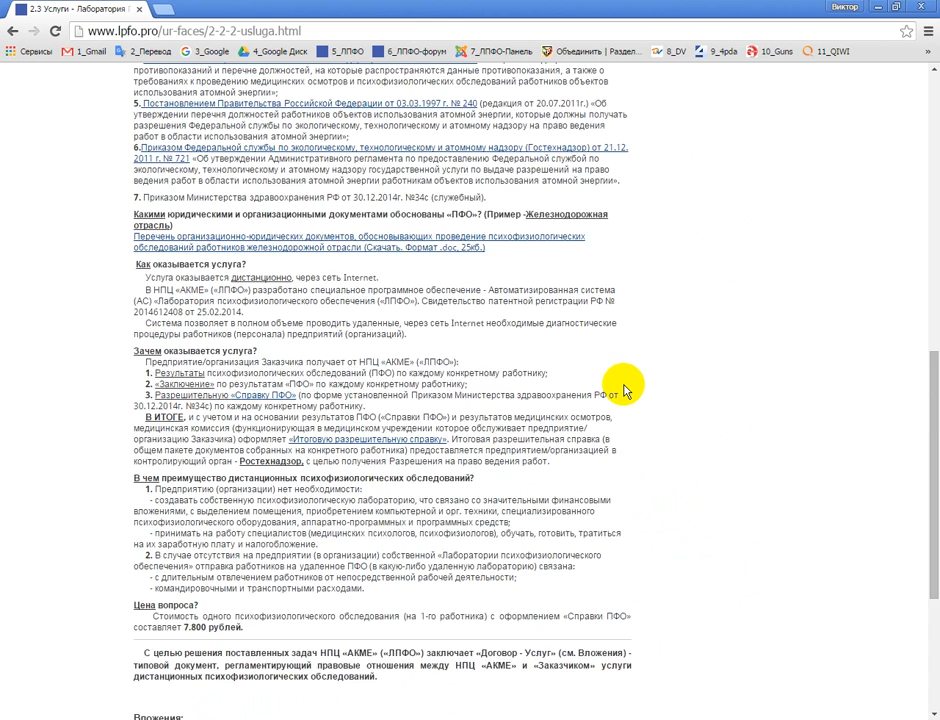 Виктор
2.3 Услуги - Лаборатория
www.lpfo.pro/ur-faces/2-2-2-usluga.html
Сервисы 1_Gmail 2_Перевод 3_Google 4_Google Диск 5_ЛПФО 6_ЛПФО-форум 7_ЛПФО-Панель Объединить | Раздел... 8_DV 9_4pda 10_Guns 11_QIWI »
противопоказаний и перечне должностей, на которые распространяются данные противопоказания, а также о
требованиях к проведению медицинских осмотров и психофизиологических обследований работников объектов
использования атомной энергии»;
5. Постановлением Правительства Российской Федерации от 03.03.1997 г. № 240 (редакция от 20.07.2011г.) «Об
утверждении перечня должностей работников объектов использования атомной энергии, которые должны получать
разрешения Федеральной службы по экологическому, технологическому и атомному надзору на право ведения
работ в области использования атомной энергии»;
6.Приказом Федеральной службы по экологическому, технологическому и атомному надзору (Гостехнадзор) от 21.12.
2011 г. № 721 «Об утверждении Административного регламента по предоставлению Федеральной службой по
экологическому, технологическому и атомному надзору государственной услуги по выдаче разрешений на право
ведения работ в области использования атомной энергии работникам объектов использования атомной энергии».
7. Приказом Министерства здравоохранения РФ от 30.12.2014г. №34с (служебный).
Какими юридическими и организационными документами обоснованы «ПФО»? (Пример -Железнодорожная
отрасль)
Перечень организационно-юридических документов, обосновывающих проведение психофизиологических
обследований работников железнодорожной отрасли (Скачать. Формат .doc, 25кб.)
Как оказывается услуга?
Услуга оказывается дистанционно, через сеть Internet.
В НПЦ «АКМЕ» («ЛПФО») разработано специальное программное обеспечение - Автоматизированная система
(АС) «Лаборатория психофизиологического обеспечения («ЛПФО»). Свидетельство патентной регистрации РФ №
2014612408 от 25.02.2014.
Система позволяет в полном объеме проводить удаленные, через сеть Internet необходимые диагностические
процедуры работников (персонала) предприятий (организаций).
Зачем оказывается услуга?
Предприятие/организация Заказчика получает от НПЦ «АКМЕ» («ЛПФО»):
1. Результаты психофизиологических обследований (ПФО) по каждому конкретному работнику;
2. «Заключение» по результатам «ПФО» по каждому конкретному работнику;
3. Разрешительную «Справку ПФО» (по форме установленной Приказом Министерства здравоохранения РФ от
30.12.2014г. №34с) по каждому конкретному работнику.
В ИТОГЕ, и с учетом и на основании результатов ПФО («Справки ПФО») и результатов медицинских осмотров,
медицинская комиссия (функционирующая в медицинском учреждении которое обслуживает предприятие/
организацию Заказчика) оформляет «Итоговую разрешительную справку». Итоговая разрешительная справка (в
общем пакете документов собранных на конкретного работника) предоставляется предприятием/организацией в
контролирующий орган - Ростехнадзор, с целью получения Разрешения на право ведения работ.
В чем преимущество дистанционных психофизиологических обследований?
1. Предприятию (организации) нет необходимости:
- создавать собственную психофизиологическую лабораторию, что связано со значительными финансовыми
вложениями, с выделением помещения, приобретением компьютерной и орг. техники, специализированного
психофизиологического оборудования, аппаратно-программных и программных средств;
- принимать на работу специалистов (медицинских психологов, психофизиологов), обучать, готовить, тратиться
на их заработную плату и налогообложение.
2. В случае отсутствия на предприятии (в организации) собственной «Лаборатории психофизиологического
обеспечения» отправка работников на удаленное ПФО (в какую-либо удаленную лабораторию) связана:
- с длительным отвлечением работников от непосредственной рабочей деятельности;
- командировочными и транспортными расходами.
Цена вопроса?
Стоимость одного психофизиологического обследования (на 1-го работника) с оформлением «Справки ПФО»
составляет 7.800 рублей.
С целью решения поставленных задач НПЦ «АКМЕ» («ЛПФО») заключает «Договор - Услуг» (см. Вложения) -
типовой документ, регламентирующий правовые отношения между НПЦ «АКМЕ» и «Заказчиком» услуги
дистанционных психофизиологических обследований.
Вложения: